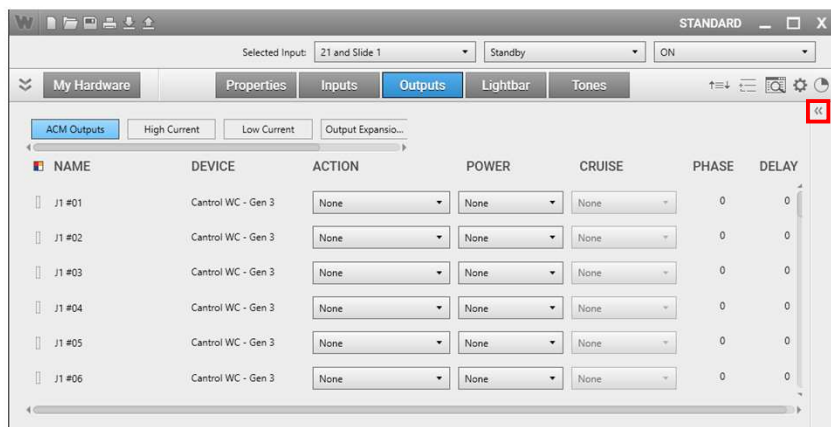 W STANDARD X
Selected Input: 21 and Slide 1 Standby ON
My Hardware Properties Inputs Outputs Lightbar Tones
ACM Outputs High Current Low Current Output Expansio...
NAME DEVICE ACTION POWER CRUISE PHASE DELAY
J1 #01 Cantrol WC - Gen 3 None None None 0 0
J1 #02 Cantrol WC - Gen 3 None None None 0 0
J1 #03 Cantrol WC - Gen 3 None None None 0 0
J1 #04 Cantrol WC - Gen 3 None None None 0 0
J1 #05 Cantrol WC - Gen 3 None None None 0 0
J1 #06 Cantrol WC - Gen 3 None None None 0 0